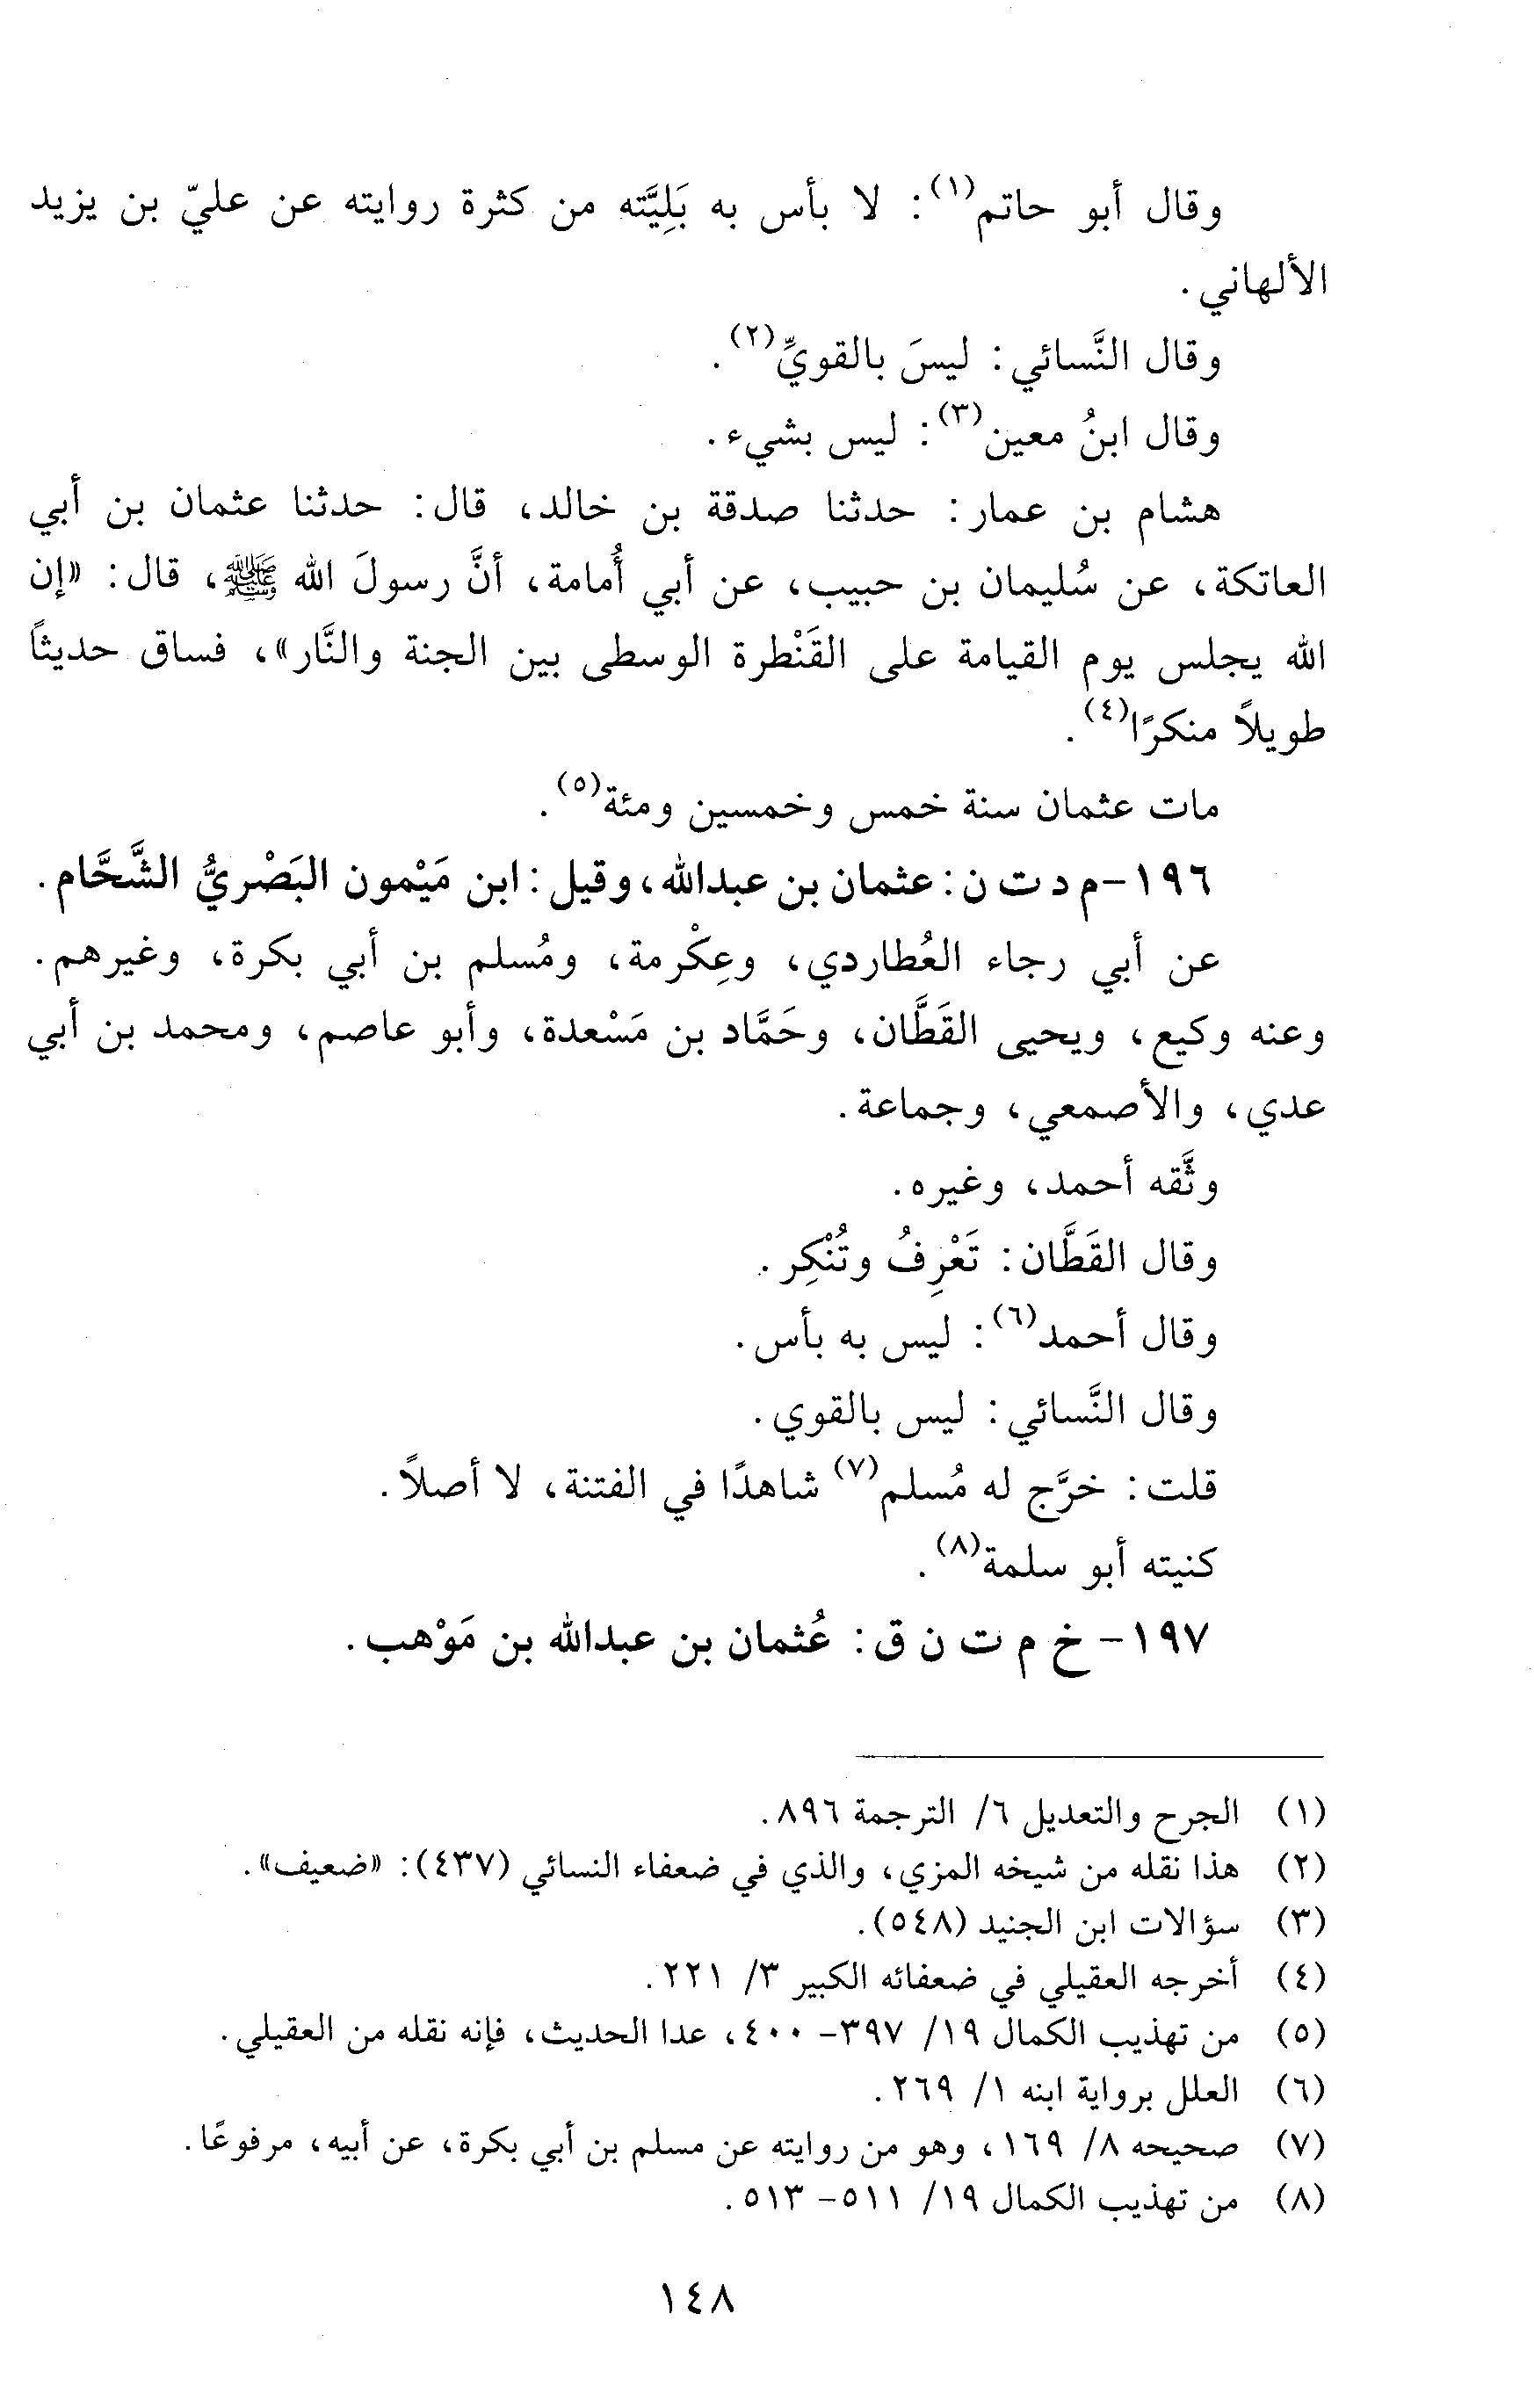 وقال أبو حاتم(١): لا بأس به بَلِيَّته من كثرة روايته عن عليّ بن يزيد
الألهاني.
وقال النَّسائي: ليسَ بالقويِّ(٢).
وقال ابنُ معين(٣): ليس بشيء.
هشام بن عمار: حدثنا صدقة بن خالد، قال: حدثنا عثمان بن أبي
العاتكة، عن سُليمان بن حبيب، عن أبي أُمامة، أنَّ رسولَ الله ﷺ، قال: «إن
الله يجلس يوم القيامة على القَنْطرة الوسطى بين الجنة والنَّار»، فساق حديثاً
طويلاً منكرًا(٤).
مات عثمان سنة خمس وخمسين ومئة(٥).
١٩٦- م د ت ن: عثمان بن عبدالله، وقيل: ابن مَيْمون البَصْريُّ الشَّحَّام.
عن أبي رجاء العُطاردي، وعِكْرمة، ومُسلم بن أبي بكرة، وغيرهم.
وعنه وكيع، ويحيى القَطَّان، وحَمَّاد بن مَسْعدة، وأبو عاصم، ومحمد بن أبي
عدي، والأصمعي، وجماعة.
وثَّقه أحمد، وغيره.
وقال القَطَّان: تَعْرِفُ وتُنْكِر.
وقال أحمد(٦): ليس به بأس.
وقال النَّسائي: ليس بالقوي.
قلت: خرَّج له مُسلم(٧) شاهدًا في الفتنة، لا أصلاً.
كنيته أبو سلمة(٨).
١٩٧- خ م ت ن ق: عُثمان بن عبدالله بن مَوْهب.
(١) الجرح والتعديل ٦/ الترجمة ٨٩٦.
(٢) هذا نقله من شيخه المزي، والذي في ضعفاء النسائي (٤٣٧): «ضعيف».
(٣) سؤالات ابن الجنيد (٥٤٨).
(٤) أخرجه العقيلي في ضعفائه الكبير ٣/ ٢٢١.
(٥) من تهذيب الكمال ١٩/ ٣٩٧- ٤٠٠، عدا الحديث، فإنه نقله من العقيلي.
(٦) العلل برواية ابنه ١/ ٢٦٩.
(٧) صحيحه ٨/ ١٦٩، وهو من روايته عن مسلم بن أبي بكرة، عن أبيه، مرفوعًا.
(٨) من تهذيب الكمال ١٩/ ٥١١- ٥١٣.
١٤٨